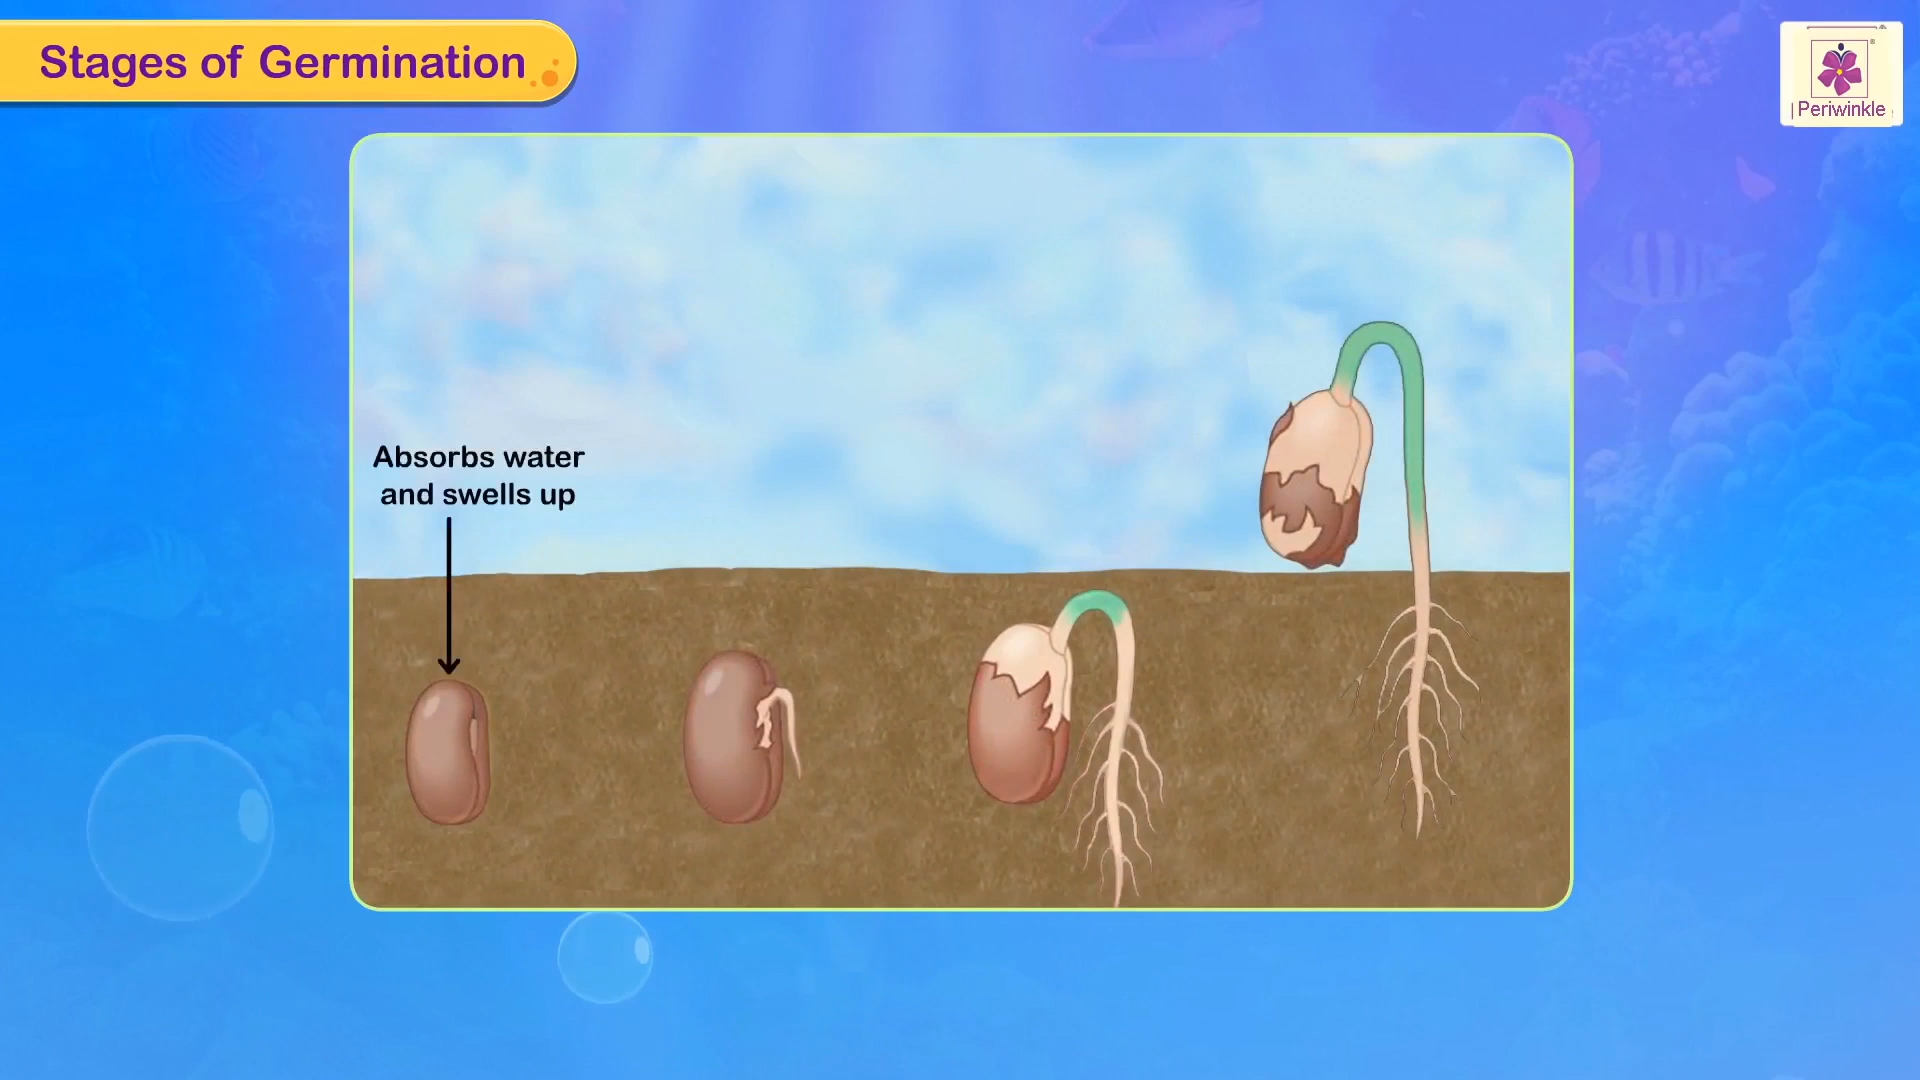 Stages of Germination
Periwinkle
Absorbs water
and swells up